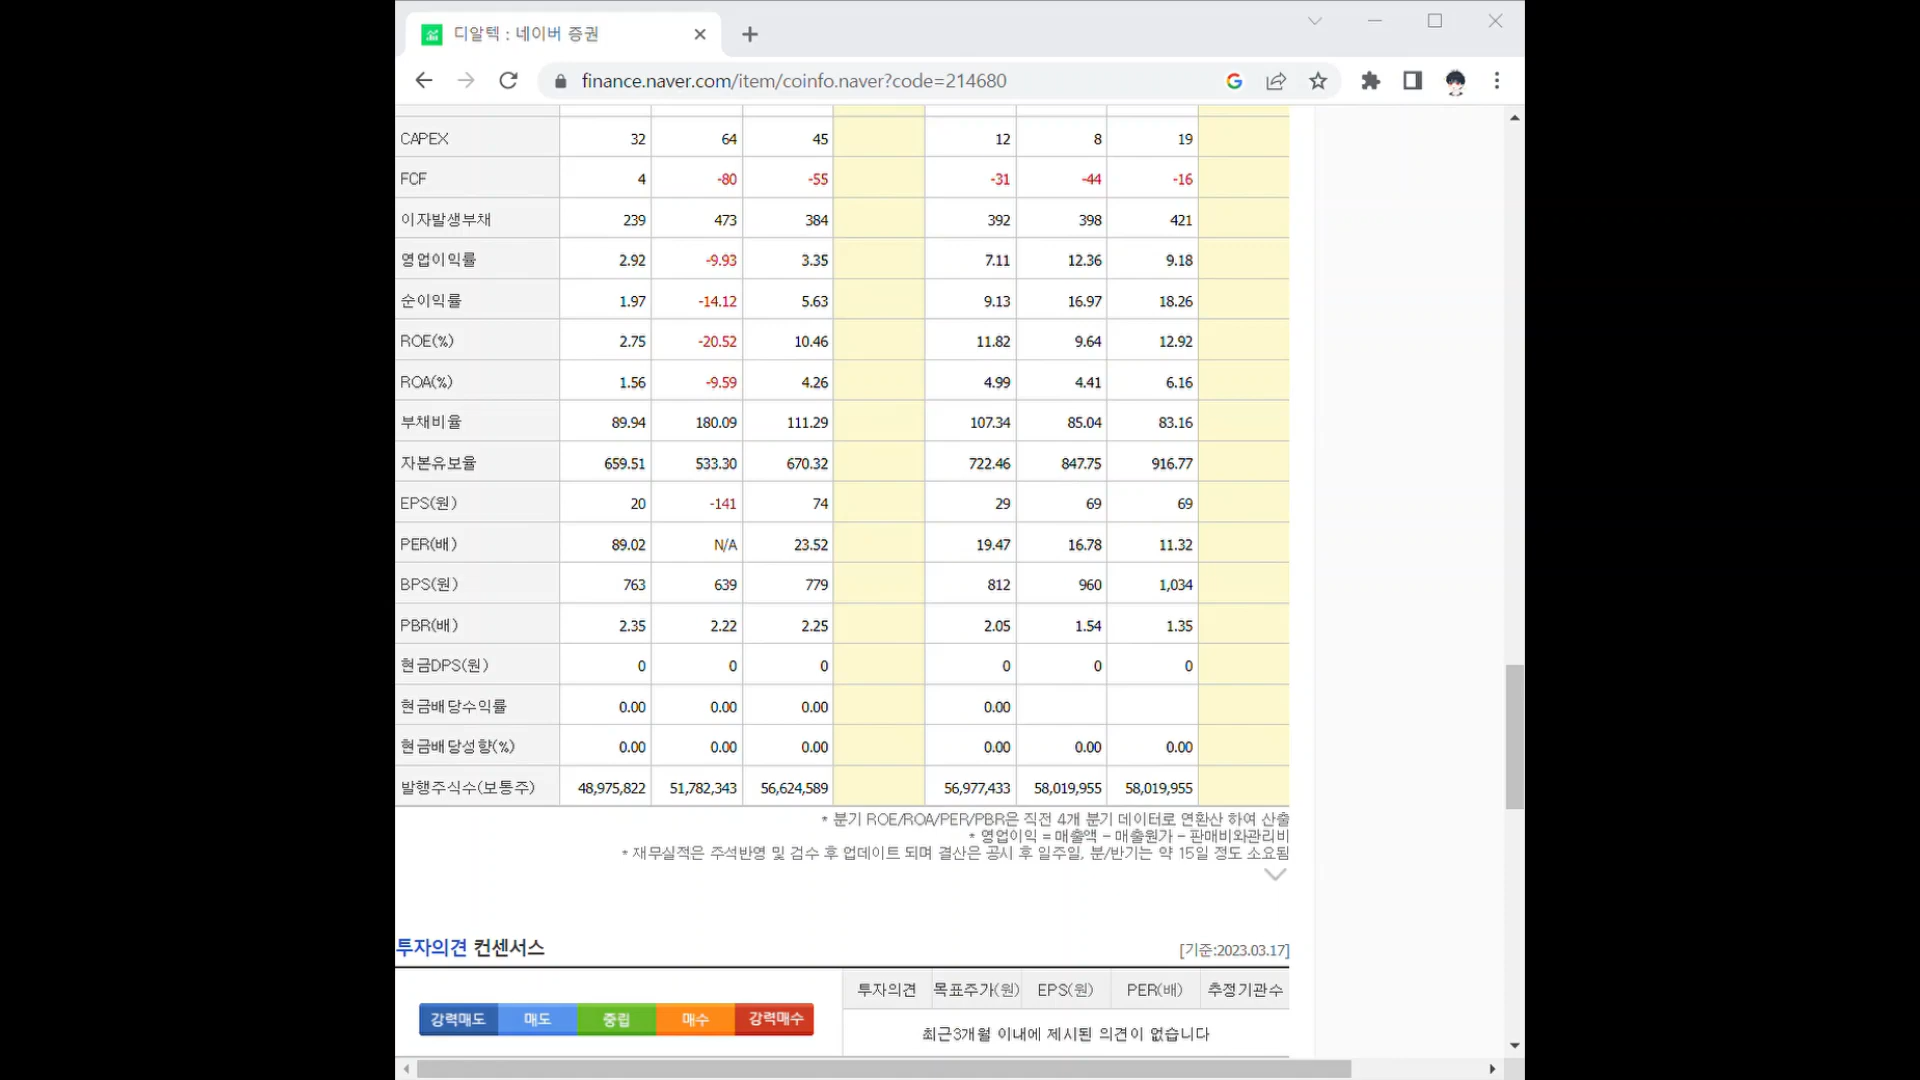 디알텍 : 네이버 증권
finance.naver.com/item/coinfo.naver?code=214680
CAPEX 32 64 45 12 8 19
FCF 4 -80 -55 -31 -44 -16
이자발생부채 239 473 384 392 398 421
영업이익률 2.92 -9.93 3.35 7.11 12.36 9.18
순이익률 1.97 -14.12 5.63 9.13 16.97 18.26
ROE(%) 2.75 -20.52 10.46 11.82 9.64 12.92
ROA(%) 1.56 -9.59 4.26 4.99 4.41 6.16
부채비율 89.94 180.09 111.29 107.34 85.04 83.16
자본유보율 659.51 533.30 670.32 722.46 847.75 916.77
EPS(원) 20 -141 74 29 69 69
PER(배) 89.02 N/A 23.52 19.47 16.78 11.32
BPS(원) 763 639 779 812 960 1,034
PBR(배) 2.35 2.22 2.25 2.05 1.54 1.35
현금DPS(원) 0 0 0 0 0 0
현금배당수익률 0.00 0.00 0.00 0.00
현금배당성향(%) 0.00 0.00 0.00 0.00 0.00 0.00
발행주식수(보통주) 48,975,822 51,782,343 56,624,589 56,977,433 58,019,955 58,019,955
* 분기 ROE/ROA/PER/PBR은 직전 4개 분기 데이터로 연환산 하여 산출
* 영업이익 = 매출액 - 매출원가 - 판매비와관리비
* 재무실적은 주석반영 및 검수 후 업데이트 되며 결산은 공시 후 일주일, 분/반기는 약 15일 정도 소요됨
투자의견 컨센서스 [기준:2023.03.17]
투자의견 목표주가(원) EPS(원) PER(배) 추정기관수
강력매도 매도 중립 매수 강력매수
최근3개월 이내에 제시된 의견이 없습니다